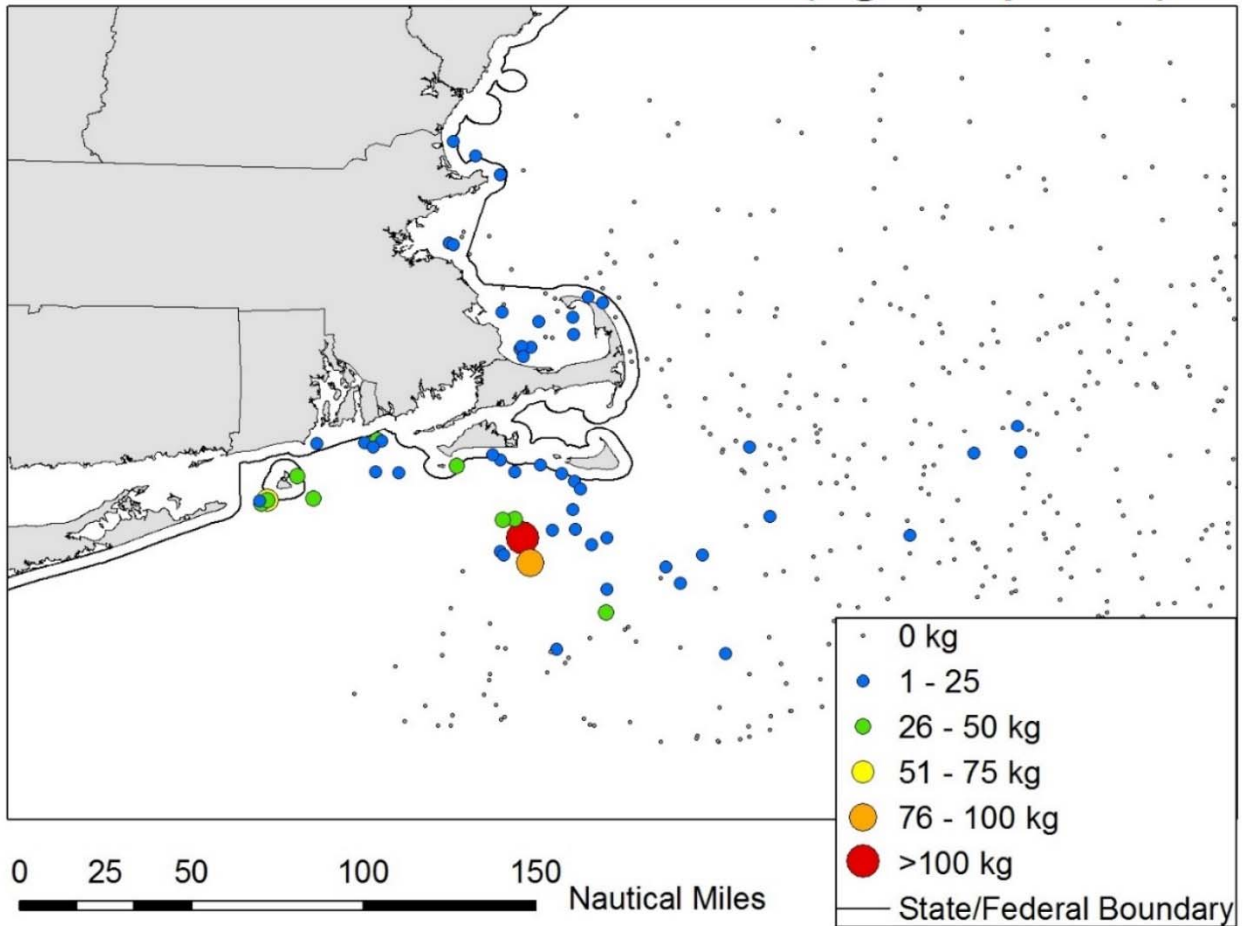 0 kg
1 - 25
26 - 50 kg
51 - 75 kg
76 - 100 kg
>100 kg
State/Federal Boundary
0 25 50 100 150
Nautical Miles